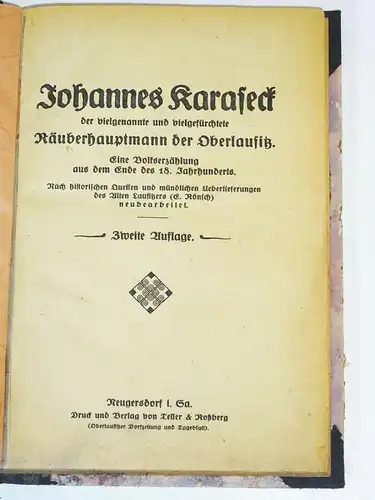 Johannes Karaseck
der vielgenannte und vielgefürchtete
Räuberhauptmann der Oberlausitz.
Eine Volkserzählung
aus dem Ende des 18. Jahrhunderts.
Nach historischen Quellen und mündlichen Ueberlieferungen
des Alten Lausitzers (E. Rönsch)
neubearbeitet.
Zweite Auflage.
Neugersdorf i. Sa.
Druck und Verlag von Teller & Roßberg
(Oberlausitzer Dorfzeitung und Tageblatt).